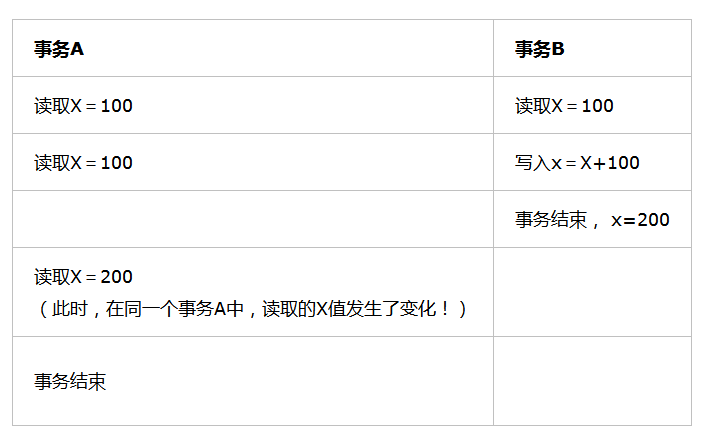 事务A
事务B
读取X＝100
读取X＝100
读取X＝100
写入x＝X+100
事务结束， x=200
读取X＝200
（此时，在同一个事务A中，读取的X值发生了变化！）
事务结束